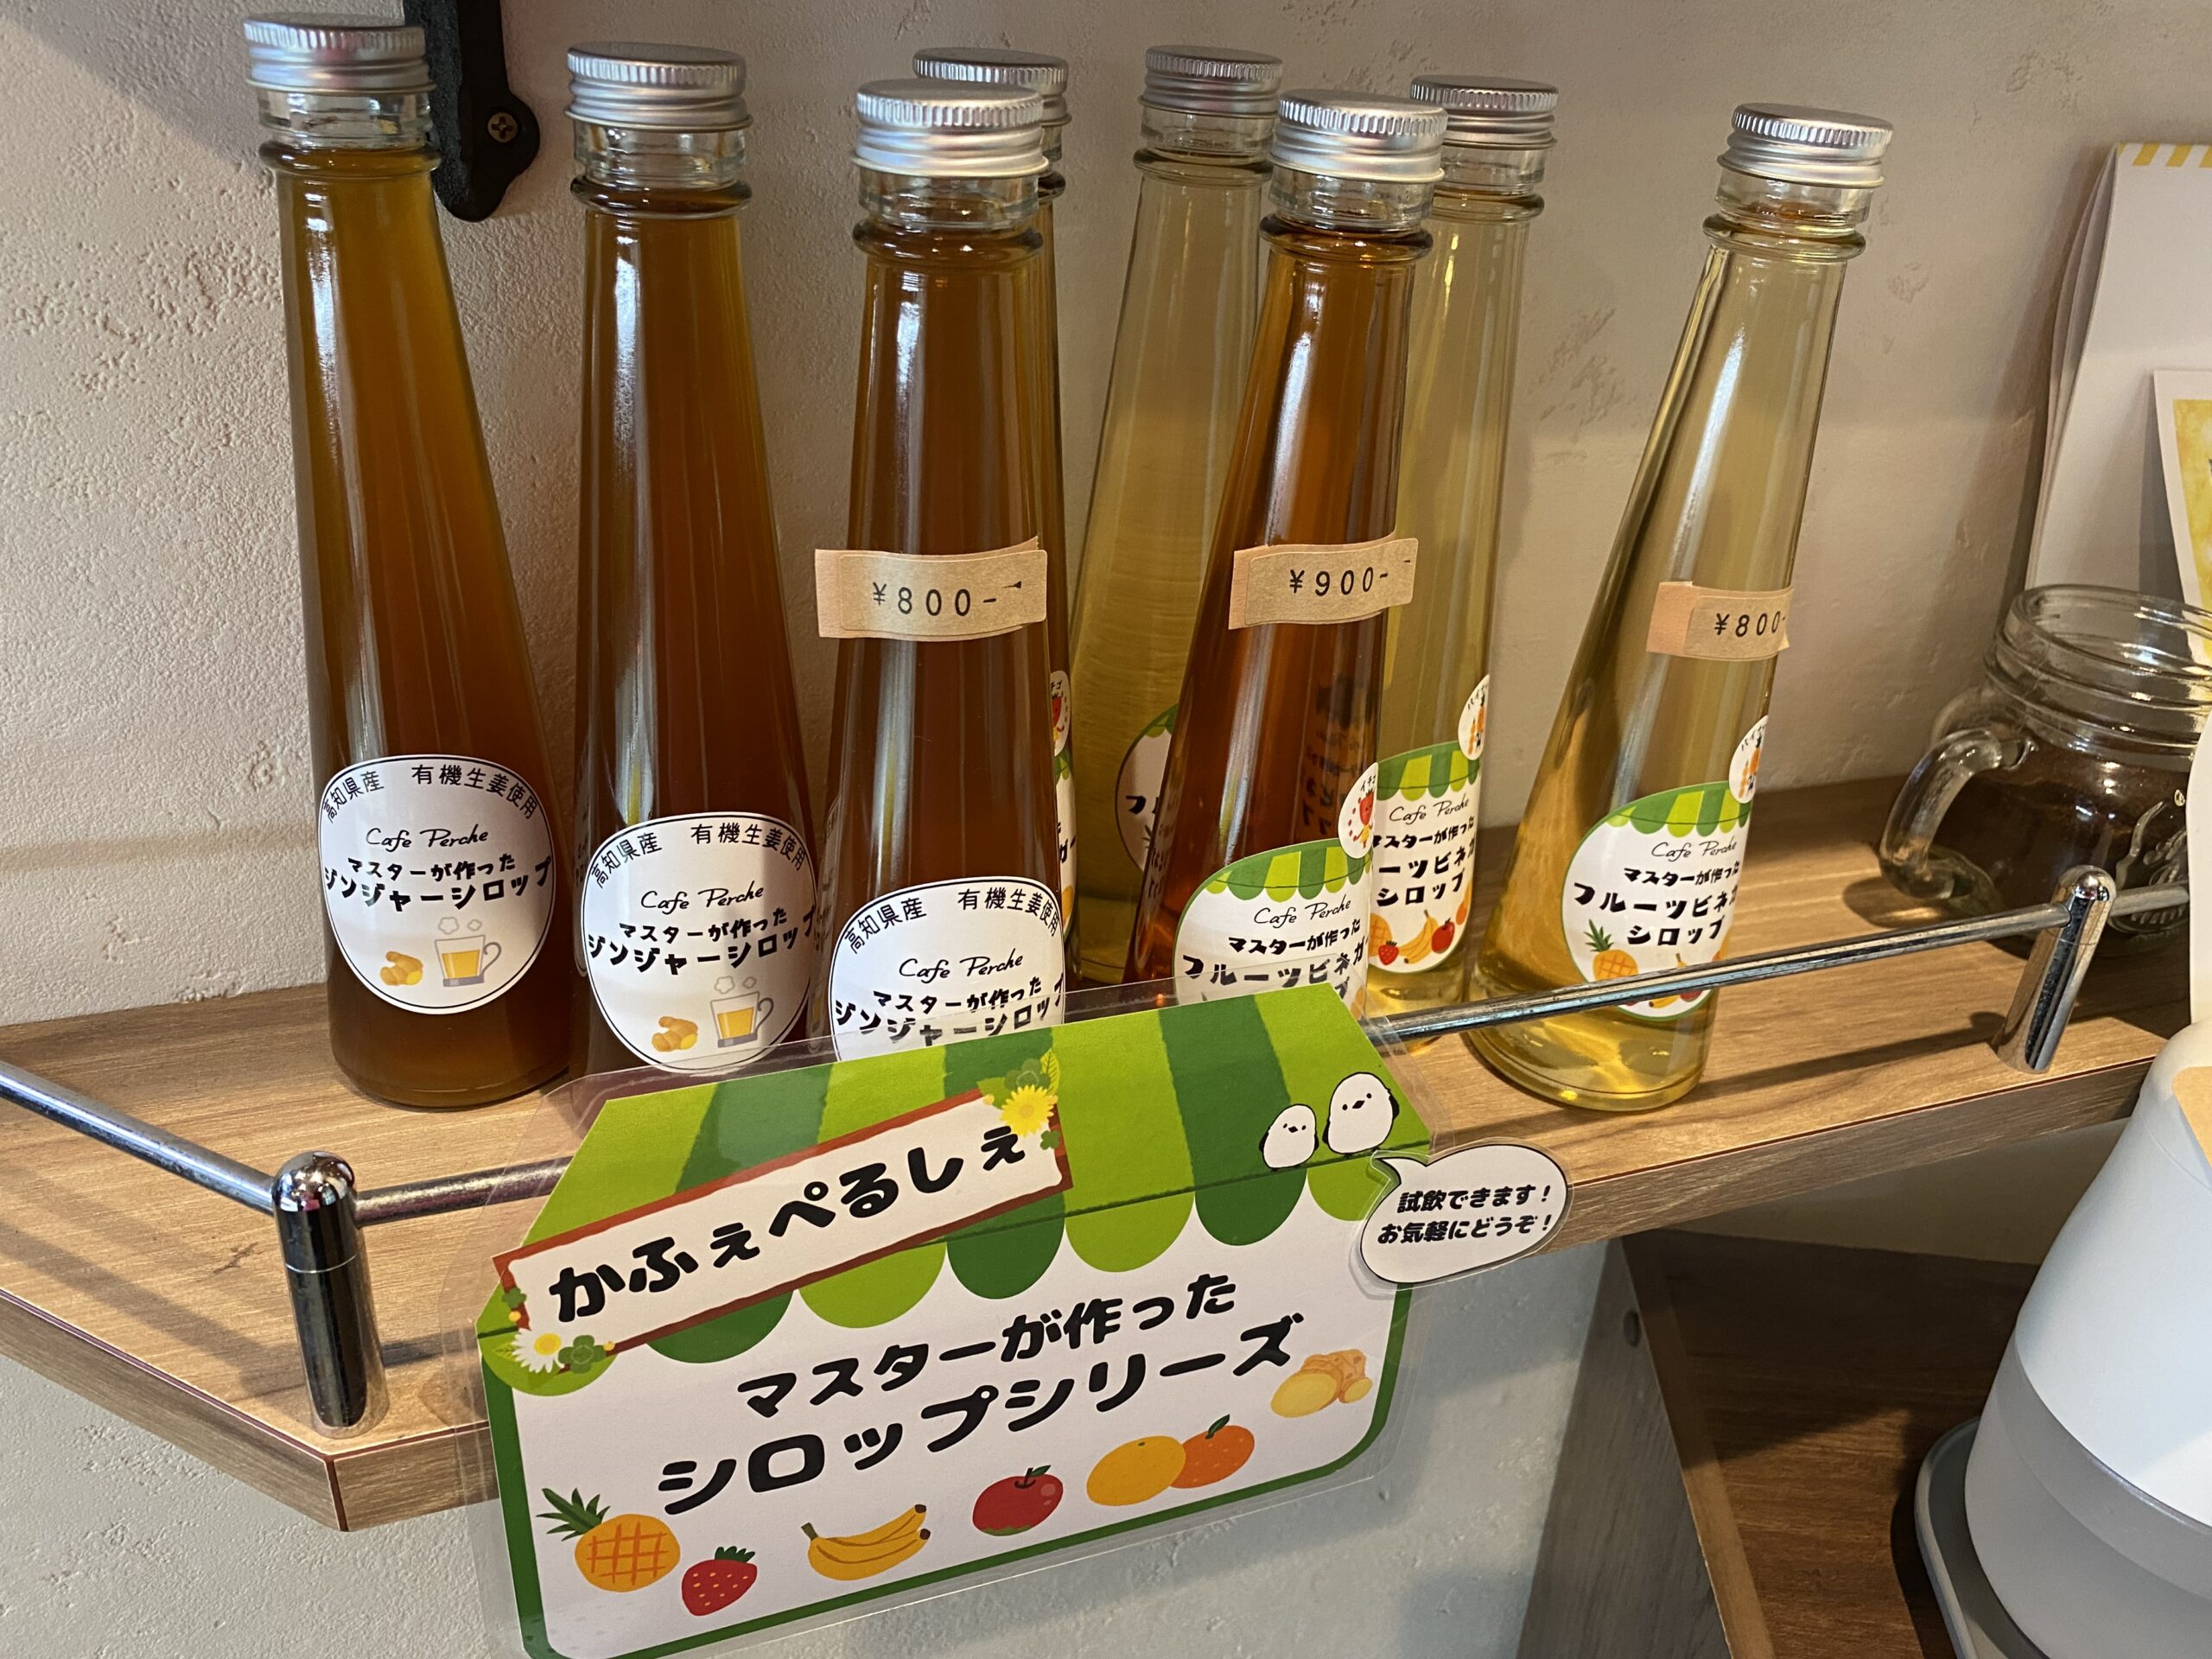 ¥800-
¥900-
¥800-
高知県産 有機生姜使用
Cafe Perche
マスターが作った
ジンジャーシロップ
高知県産 有機生姜使用
Cafe Perche
マスターが作った
ジンジャーシロップ
高知県産 有機生姜使用
Cafe Perche
マスターが作った
ジンジャーシロップ
Cafe Perche
マスターが作った
フルーツビネガー
Cafe Perche
マスターが作った
ーツビネガ
シロップ
Cafe Perche
マスターが作った
フルーツビネガ
シロップ
かふぇぺるしぇ
マスターが作った
シロップシリーズ
試飲できます！
お気軽にどうぞ！